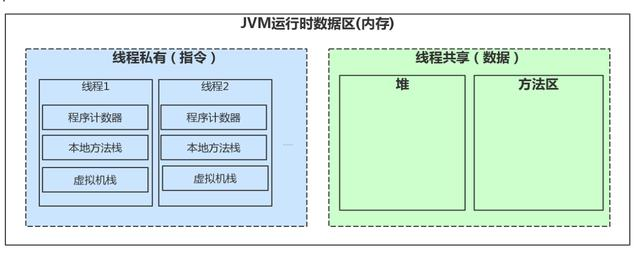 JVM运行时数据区(内存)
线程私有（指令）
线程1
程序计数器
本地方法栈
虚拟机栈
线程2
程序计数器
本地方法栈
虚拟机栈
线程共享（数据）
堆
方法区